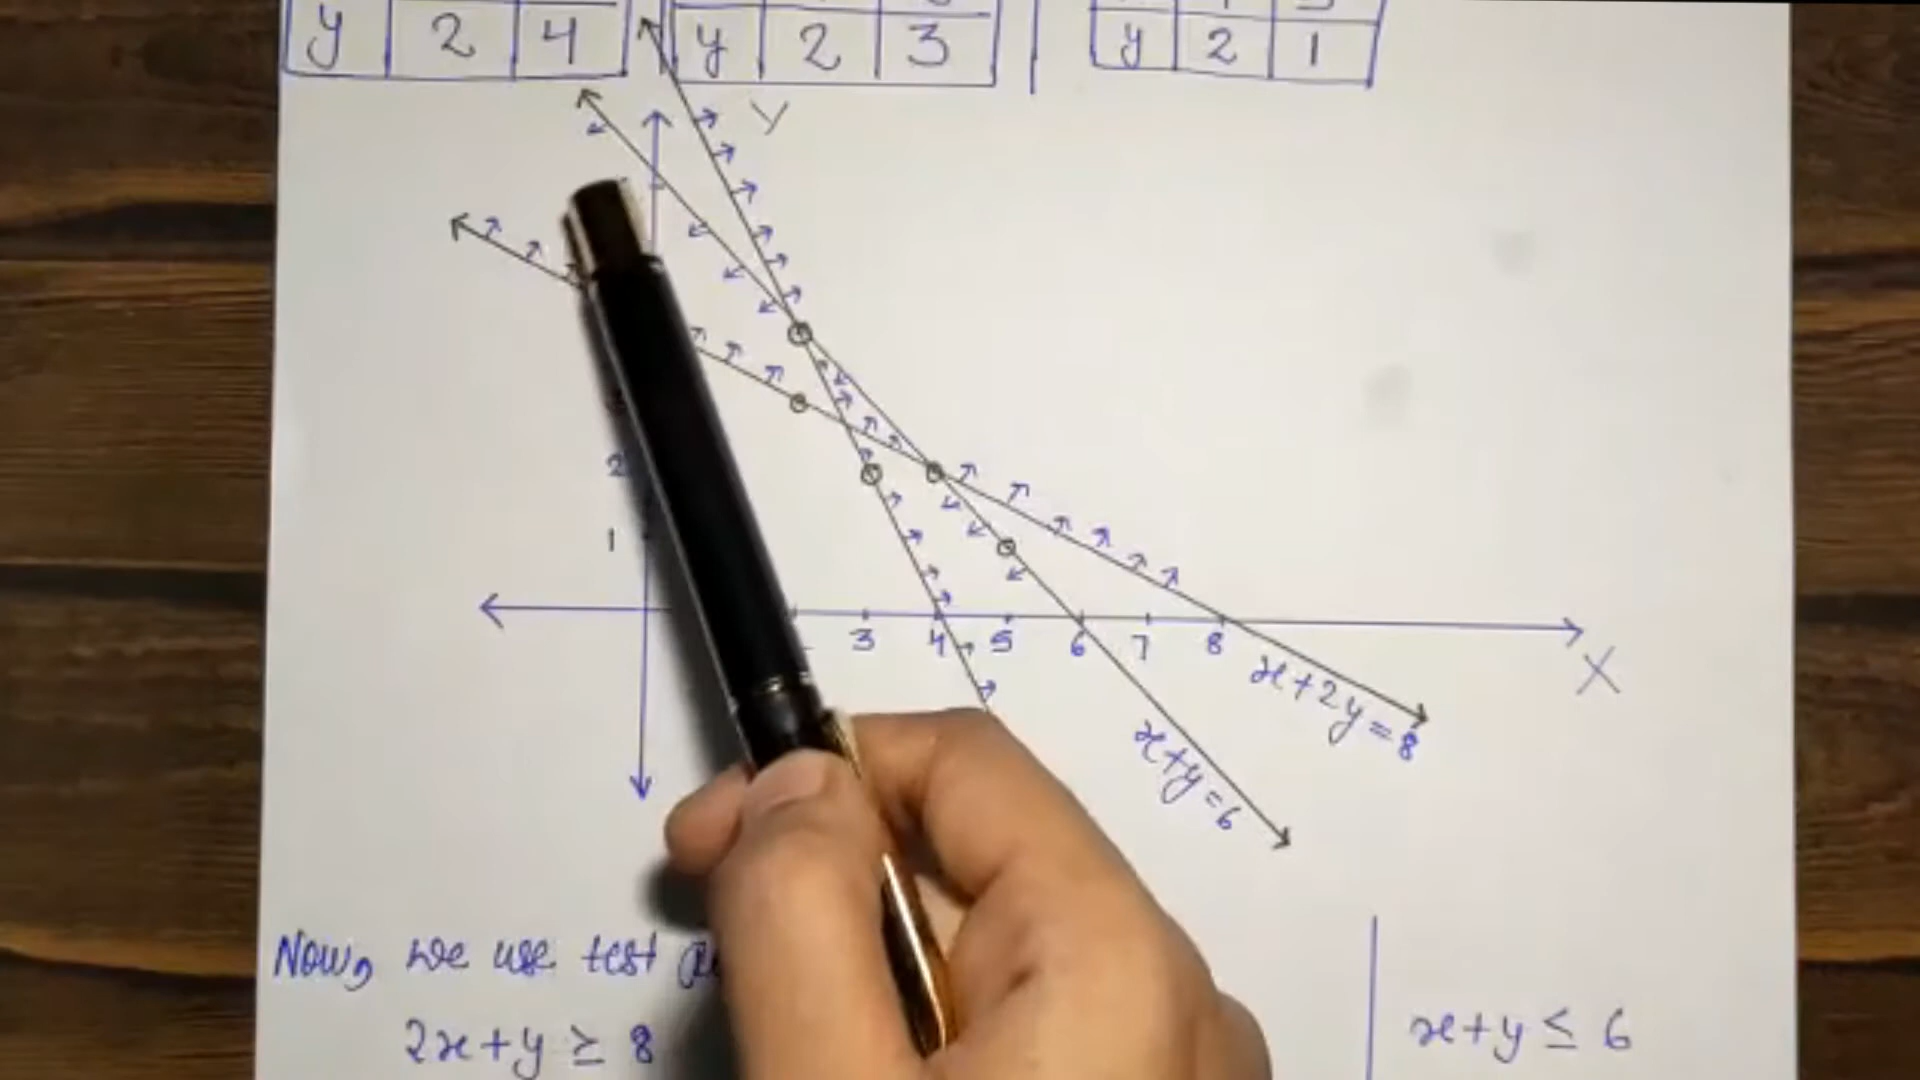 y 2 4
y 2 3
y 2 1
Y
2
1
3 4 5 6 7 8
X
x+2y=8
x+y=6
Now, we use test
2x+y ≥ 8
x+y ≤ 6